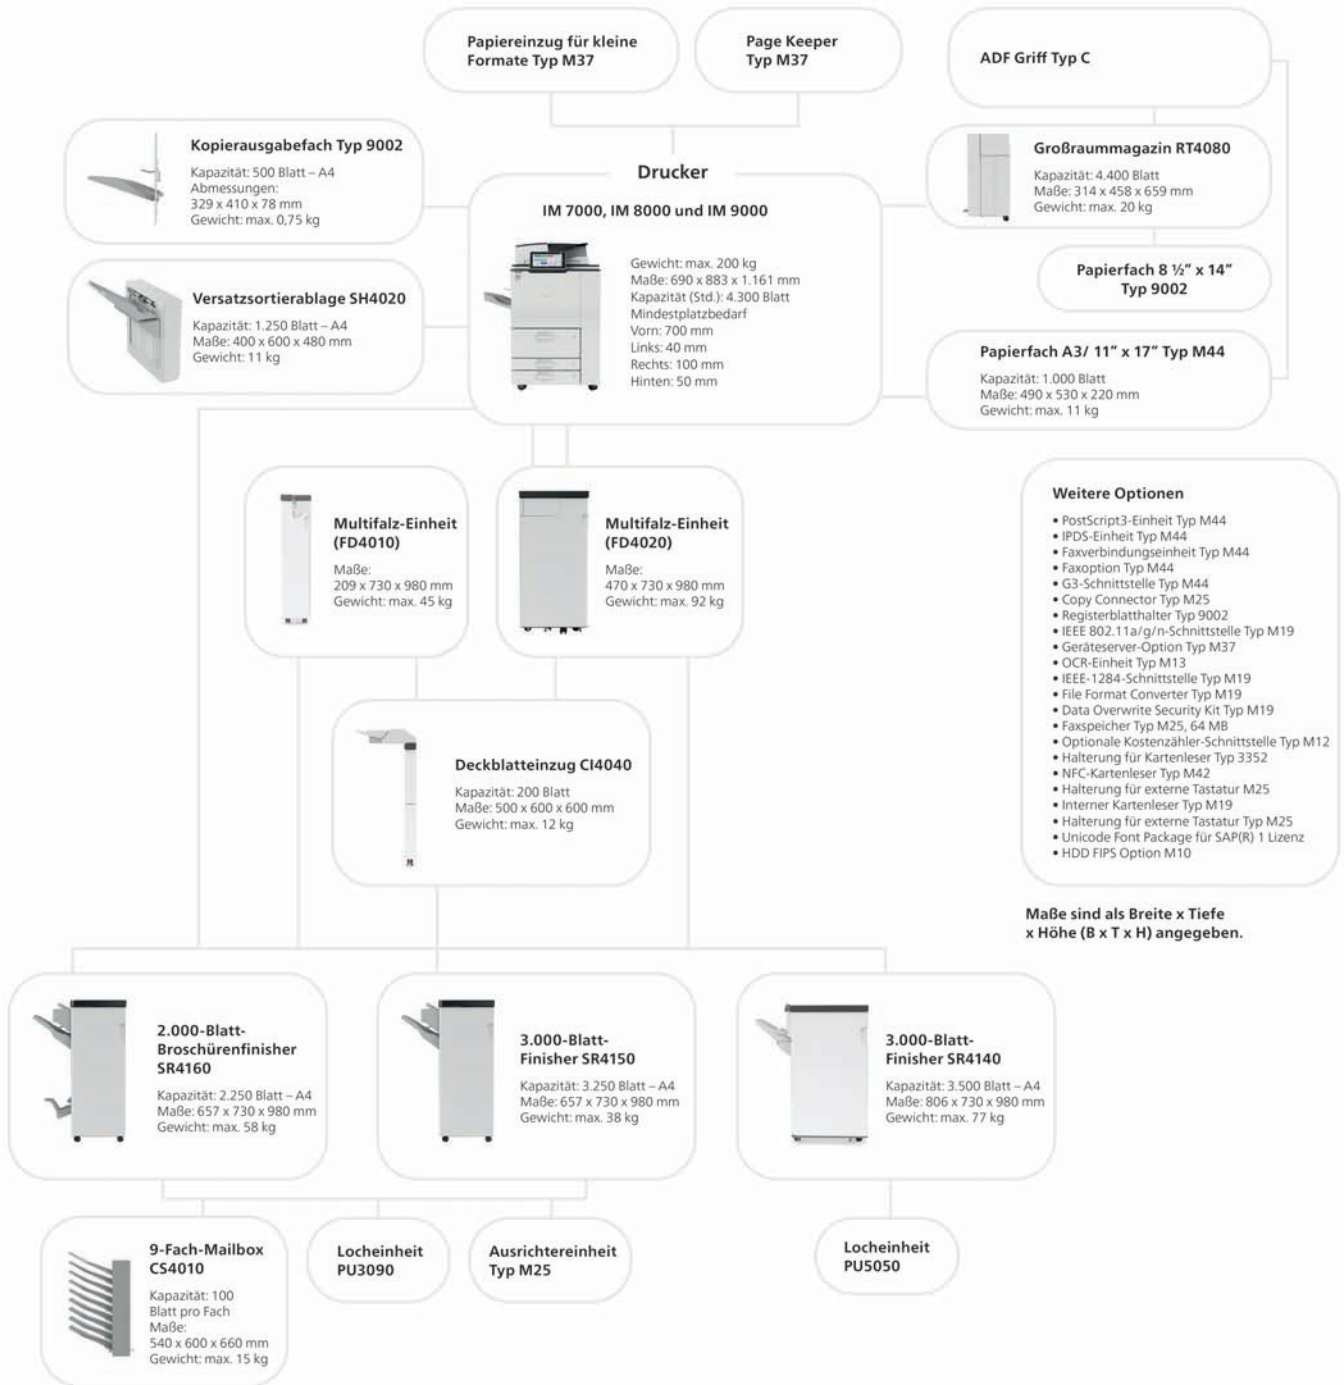 Papiereinzug für kleine
Formate Typ M37
Page Keeper
Typ M37
ADF Griff Typ C
Kopierausgabefach Typ 9002
Kapazität: 500 Blatt – A4
Abmessungen:
329 x 410 x 78 mm
Gewicht: max. 0,75 kg
Drucker
IM 7000, IM 8000 und IM 9000
Gewicht: max. 200 kg
Maße: 690 x 883 x 1.161 mm
Kapazität (Std.): 4.300 Blatt
Mindestplatzbedarf
Vorn: 700 mm
Links: 40 mm
Rechts: 100 mm
Hinten: 50 mm
Großraummagazin RT4080
Kapazität: 4.400 Blatt
Maße: 314 x 458 x 659 mm
Gewicht: max. 20 kg
Versatzsortierablage SH4020
Kapazität: 1.250 Blatt – A4
Maße: 400 x 600 x 480 mm
Gewicht: 11 kg
Papierfach 8 ½” x 14”
Typ 9002
Papierfach A3/ 11” x 17” Typ M44
Kapazität: 1.000 Blatt
Maße: 490 x 530 x 220 mm
Gewicht: max. 11 kg
Multifalz-Einheit
(FD4010)
Maße:
209 x 730 x 980 mm
Gewicht: max. 45 kg
Multifalz-Einheit
(FD4020)
Maße:
470 x 730 x 980 mm
Gewicht: max. 92 kg
Weitere Optionen
• PostScript3-Einheit Typ M44
• IPDS-Einheit Typ M44
• Faxverbindungseinheit Typ M44
• Faxoption Typ M44
• G3-Schnittstelle Typ M44
• Copy Connector Typ M25
• Registerblatthalter Typ 9002
• IEEE 802.11a/g/n-Schnittstelle Typ M19
• Geräteserver-Option Typ M37
• OCR-Einheit Typ M13
• IEEE-1284-Schnittstelle Typ M19
• File Format Converter Typ M19
• Data Overwrite Security Kit Typ M19
• Faxspeicher Typ M25, 64 MB
• Optionale Kostenzähler-Schnittstelle Typ M12
• Halterung für Kartenleser Typ 3352
• NFC-Kartenleser Typ M42
• Halterung für externe Tastatur M25
• Interner Kartenleser Typ M19
• Halterung für externe Tastatur Typ M25
• Unicode Font Package für SAP(R) 1 Lizenz
• HDD FIPS Option M10
Deckblatteinzug CI4040
Kapazität: 200 Blatt
Maße: 500 x 600 x 600 mm
Gewicht: max. 12 kg
Maße sind als Breite x Tiefe
x Höhe (B x T x H) angegeben.
2.000-Blatt-
Broschürenfinisher
SR4160
Kapazität: 2.250 Blatt – A4
Maße: 657 x 730 x 980 mm
Gewicht: max. 58 kg
3.000-Blatt-
Finisher SR4150
Kapazität: 3.250 Blatt – A4
Maße: 657 x 730 x 980 mm
Gewicht: max. 38 kg
3.000-Blatt-
Finisher SR4140
Kapazität: 3.500 Blatt – A4
Maße: 806 x 730 x 980 mm
Gewicht: max. 77 kg
9-Fach-Mailbox
CS4010
Kapazität: 100
Blatt pro Fach
Maße:
540 x 600 x 660 mm
Gewicht: max. 15 kg
Locheinheit
PU3090
Ausrichtereinheit
Typ M25
Locheinheit
PU5050